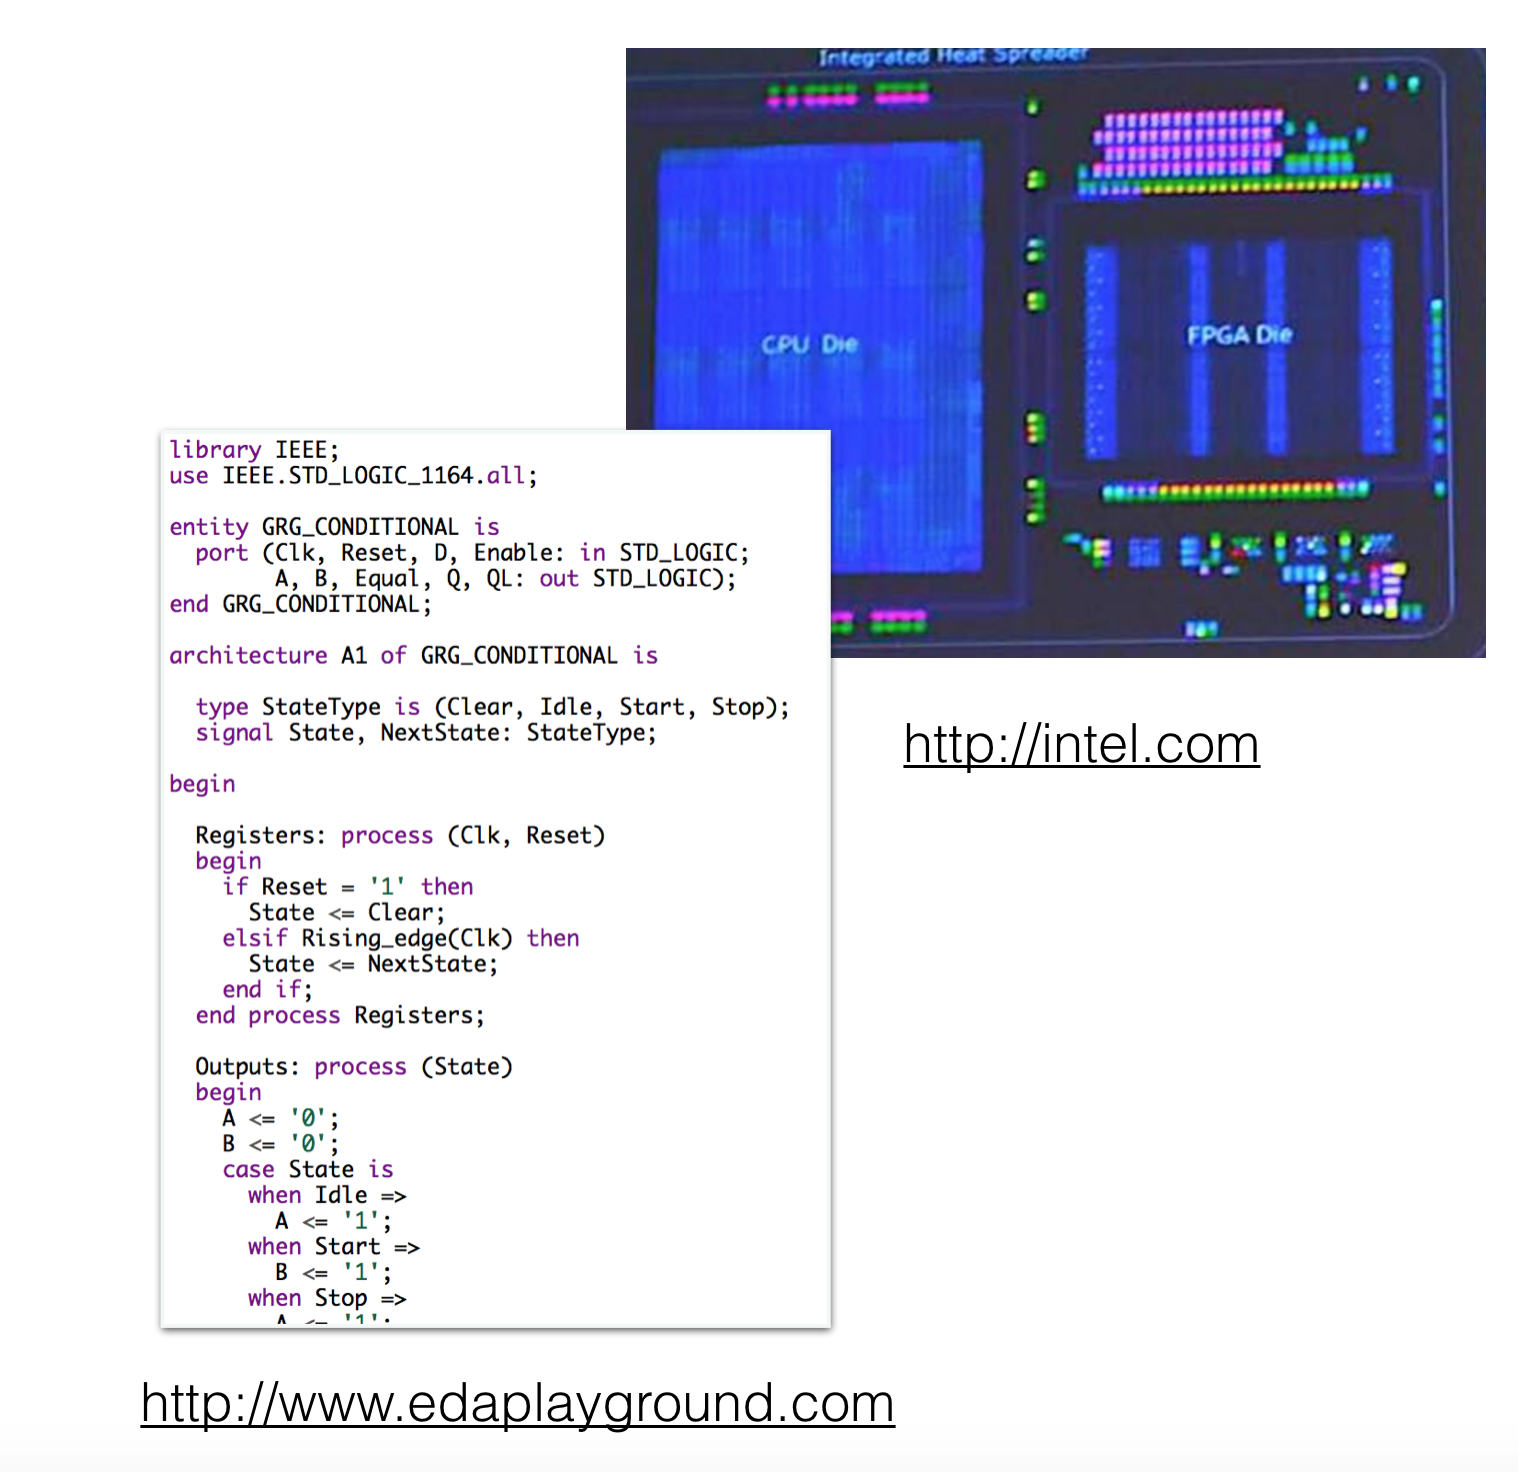 Integrated Heat Spreader
CPU Die
FPGA Die
library IEEE;
use IEEE.STD_LOGIC_1164.all;
entity GRG_CONDITIONAL is
port (Clk, Reset, D, Enable: in STD_LOGIC;
A, B, Equal, Q, QL: out STD_LOGIC);
end GRG_CONDITIONAL;
architecture A1 of GRG_CONDITIONAL is
type StateType is (Clear, Idle, Start, Stop);
signal State, NextState: StateType;
begin
Registers: process (Clk, Reset)
begin
if Reset = '1' then
State <= Clear;
elsif Rising_edge(Clk) then
State <= NextState;
end if;
end process Registers;
Outputs: process (State)
begin
A <= '0';
B <= '0';
case State is
when Idle =>
A <= '1';
when Start =>
B <= '1';
when Stop =>
A <= '1';
http://intel.com
http://www.edaplayground.com